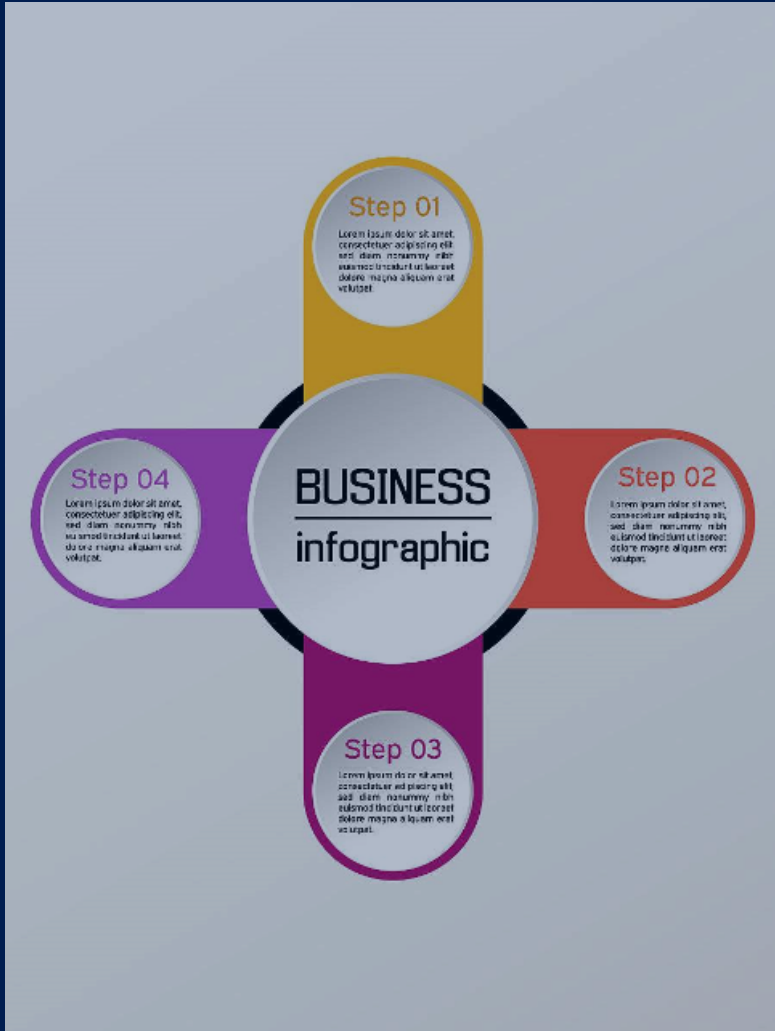 Step 01
Lorem ipsum dolor sit amet,
consectetuer adipiscing elit,
sed diam nonummy nibh
euismod tincidunt ut laoreet
dolore magna aliquam erat
volutpat.
Step 04
Lorem ipsum dolor sit amet,
consectetuer adipiscing elit,
sed diam nonummy nibh
euismod tincidunt ut laoreet
dolore magna aliquam erat
volutpat.
BUSINESS
infographic
Step 02
Lorem ipsum dolor sit amet,
consectetuer adipiscing elit,
sed diam nonummy nibh
euismod tincidunt ut laoreet
dolore magna aliquam erat
volutpat.
Step 03
Lorem ipsum dolor sit amet,
consectetuer adipiscing elit,
sed diam nonummy nibh
euismod tincidunt ut laoreet
dolore magna aliquam erat
volutpat.